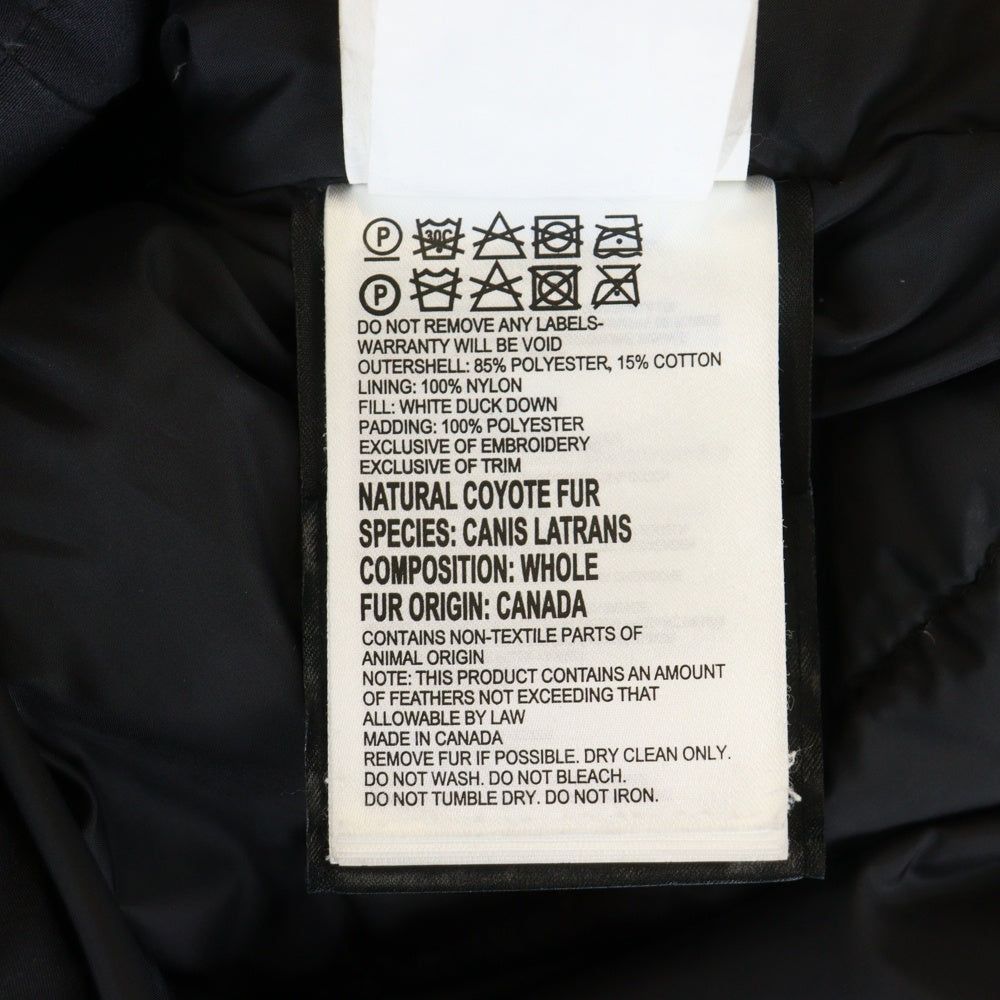 P 30C
P
DO NOT REMOVE ANY LABELS-
WARRANTY WILL BE VOID
OUTERSHELL: 85% POLYESTER, 15% COTTON
LINING: 100% NYLON
FILL: WHITE DUCK DOWN
PADDING: 100% POLYESTER
EXCLUSIVE OF EMBROIDERY
EXCLUSIVE OF TRIM
NATURAL COYOTE FUR
SPECIES: CANIS LATRANS
COMPOSITION: WHOLE
FUR ORIGIN: CANADA
CONTAINS NON-TEXTILE PARTS OF
ANIMAL ORIGIN
NOTE: THIS PRODUCT CONTAINS AN AMOUNT
OF FEATHERS NOT EXCEEDING THAT
ALLOWABLE BY LAW
MADE IN CANADA
REMOVE FUR IF POSSIBLE. DRY CLEAN ONLY.
DO NOT WASH. DO NOT BLEACH.
DO NOT TUMBLE DRY. DO NOT IRON.